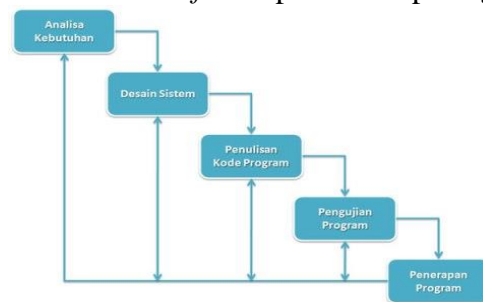 Analisa
Kebutuhan
Desain Sistem
Penulisan
Kode Program
Pengujian
Program
Penerapan
Program